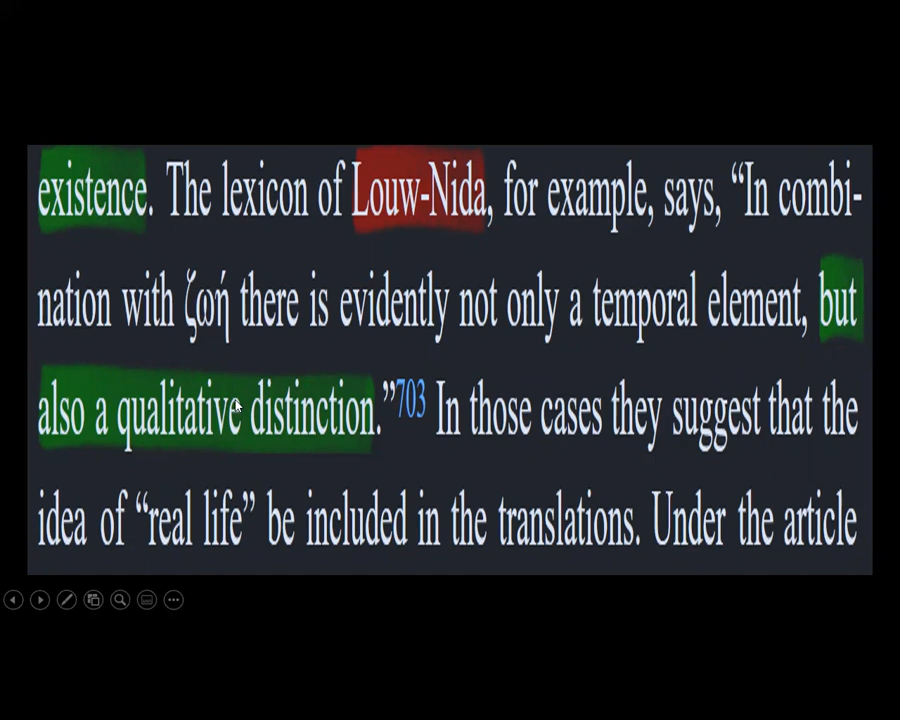 existence. The lexicon of Louw-Nida, for example, says, “In combi-
nation with ζωή there is evidently not only a temporal element, but
also a qualitative distinction.”703 In those cases they suggest that the
idea of “real life” be included in the translations. Under the article